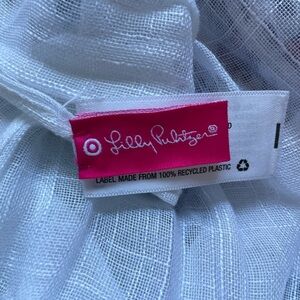 Lilly Pulitzer®
LABEL MADE FROM 100% RECYCLED PLASTIC